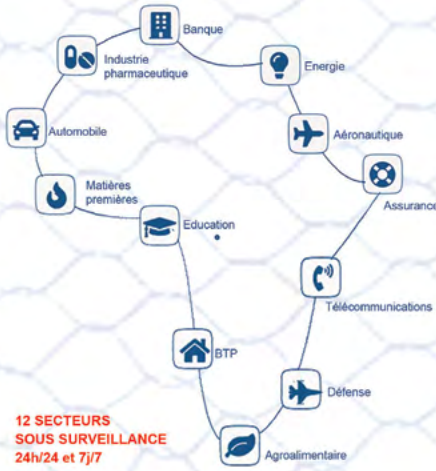 Banque
Industrie
pharmaceutique
Energie
Automobile
Aéronautique
Matières
premières
Assurance
Education
Télécommunications
BTP
Défense
12 SECTEURS
SOUS SURVEILLANCE
24h/24 et 7j/7
Agroalimentaire